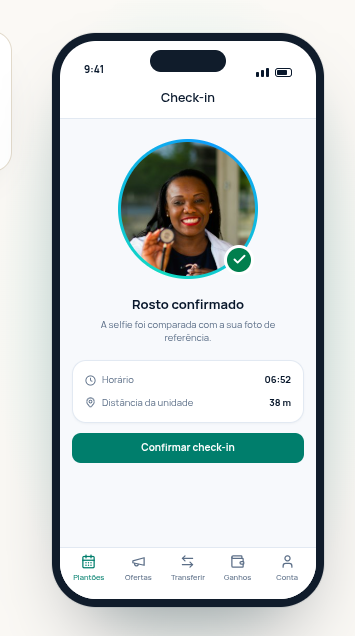 9:41
Check-in
Rosto confirmado
A selfie foi comparada com a sua foto de
referência.
Horário 06:52
Distância da unidade 38 m
Confirmar check-in
Plantões Ofertas Transferir Ganhos Conta